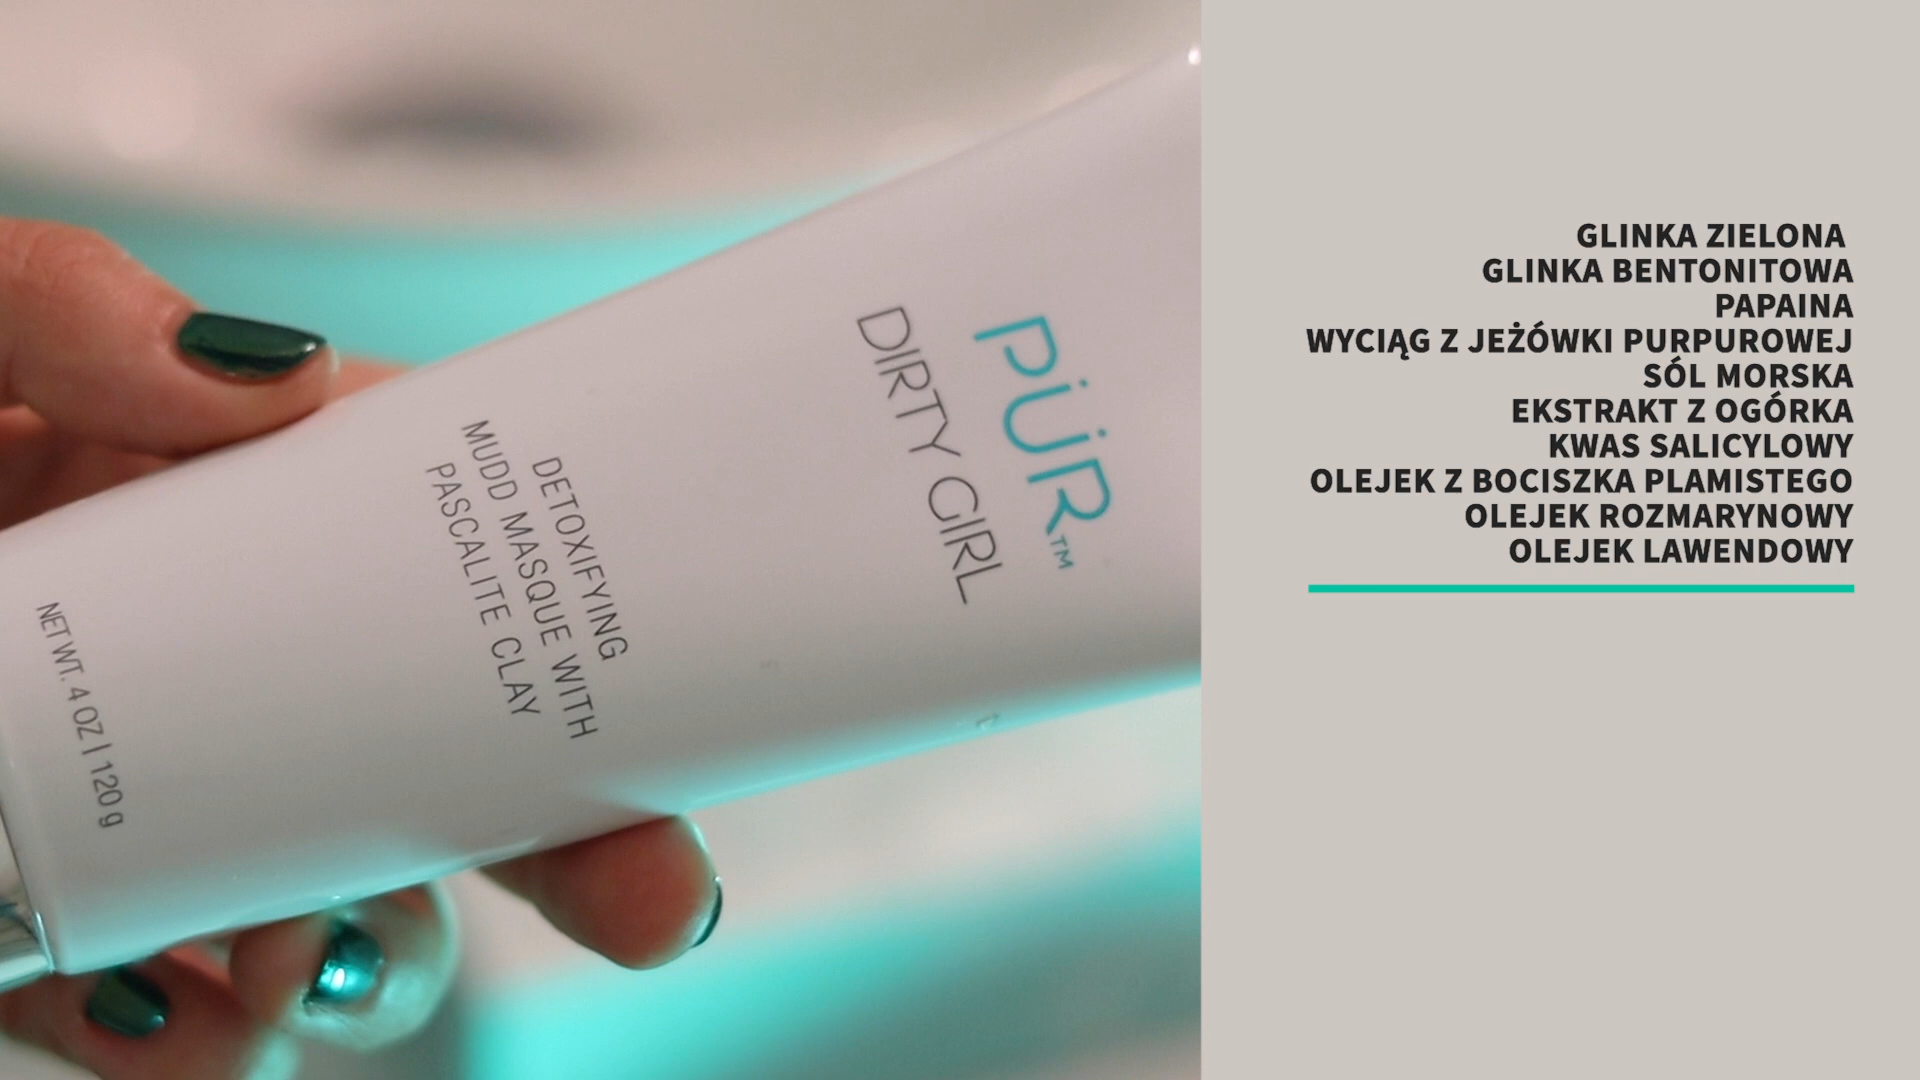 PÜR™
DIRTY GIRL
DETOXIFYING
MUDD MASQUE WITH
PASCALITE CLAY
NET WT. 4 OZ | 120 g
GLINKA ZIELONA
GLINKA BENTONITOWA
PAPAINA
WYCIĄG Z JEŻÓWKI PURPUROWEJ
SÓL MORSKA
EKSTRAKT Z OGÓRKA
KWAS SALICYLOWY
OLEJEK Z BOCISZKA PLAMISTEGO
OLEJEK ROZMARYNOWY
OLEJEK LAWENDOWY